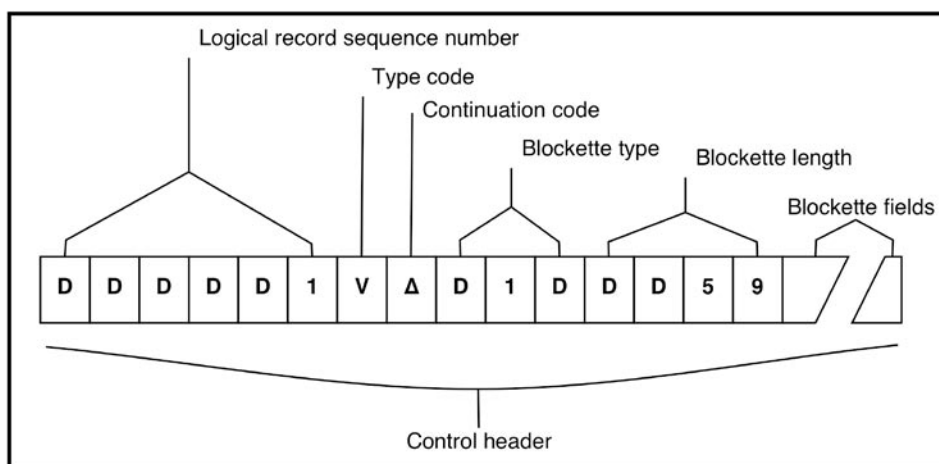 Logical record sequence number
Type code
Continuation code
Blockette type
Blockette length
Blockette fields
D D D D D 1 V Δ D 1 D D D 5 9
Control header